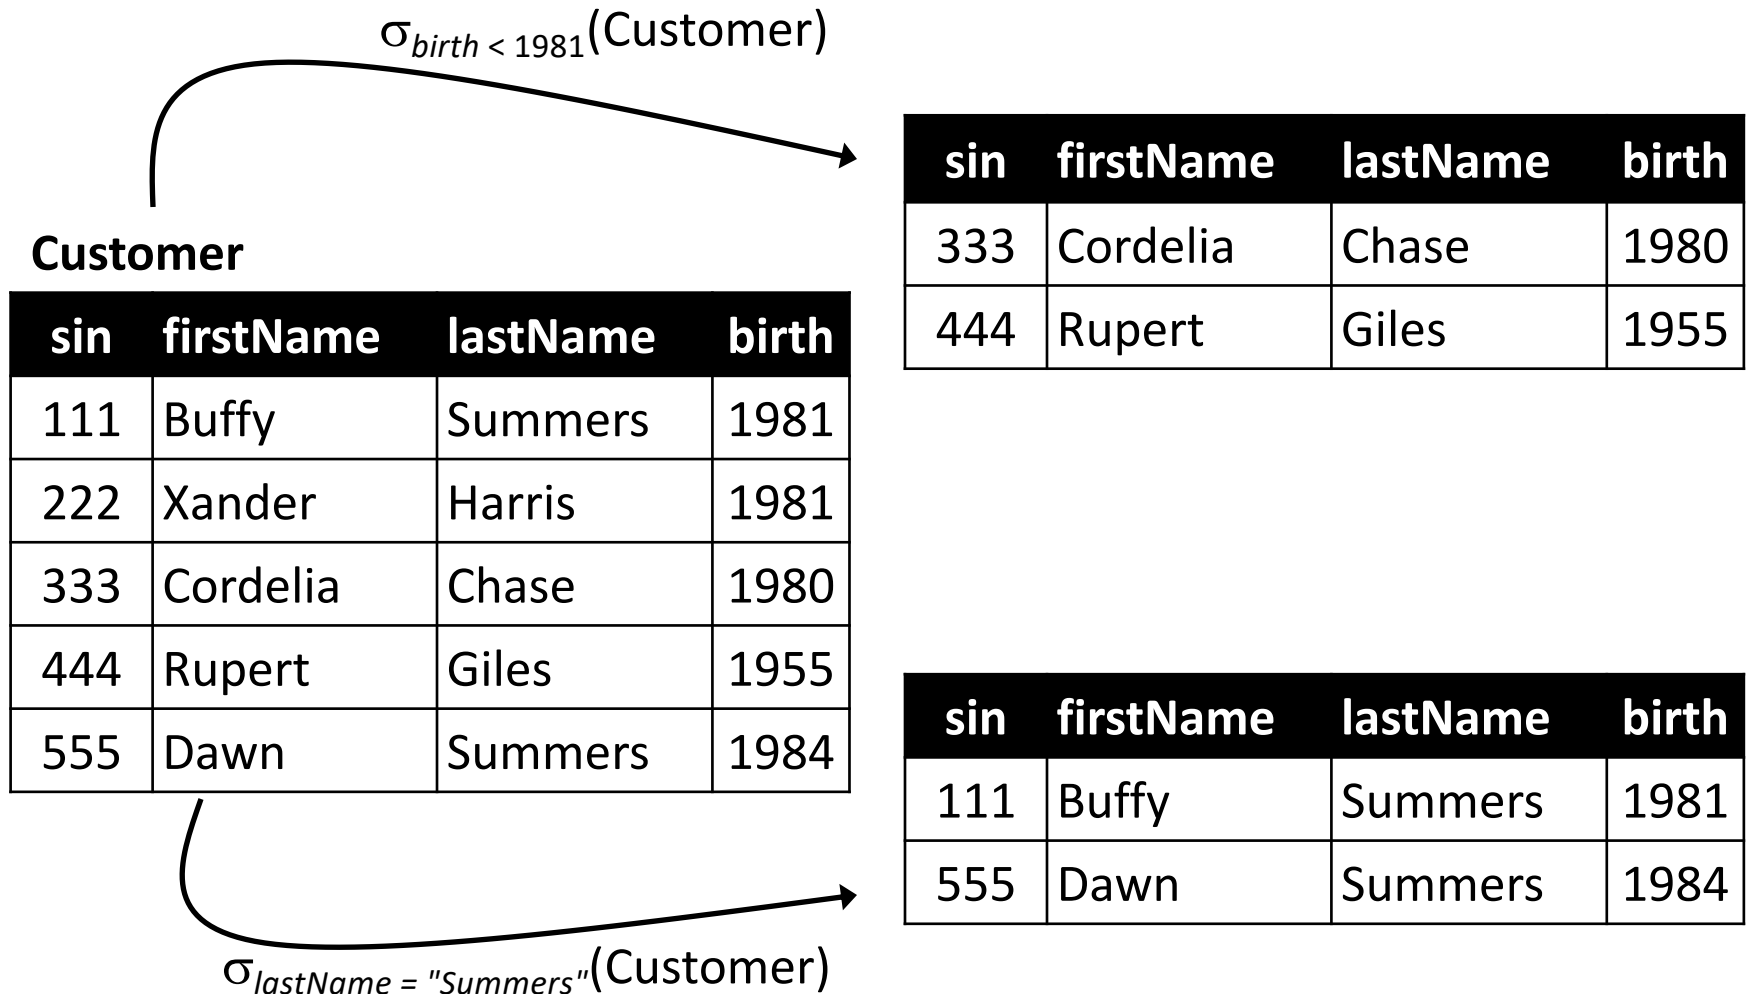 σbirth < 1981(Customer)
Customer
sin firstName lastName birth
111 Buffy Summers 1981
222 Xander Harris 1981
333 Cordelia Chase 1980
444 Rupert Giles 1955
555 Dawn Summers 1984
sin firstName lastName birth
333 Cordelia Chase 1980
444 Rupert Giles 1955
σlastName = "Summers"(Customer)
sin firstName lastName birth
111 Buffy Summers 1981
555 Dawn Summers 1984